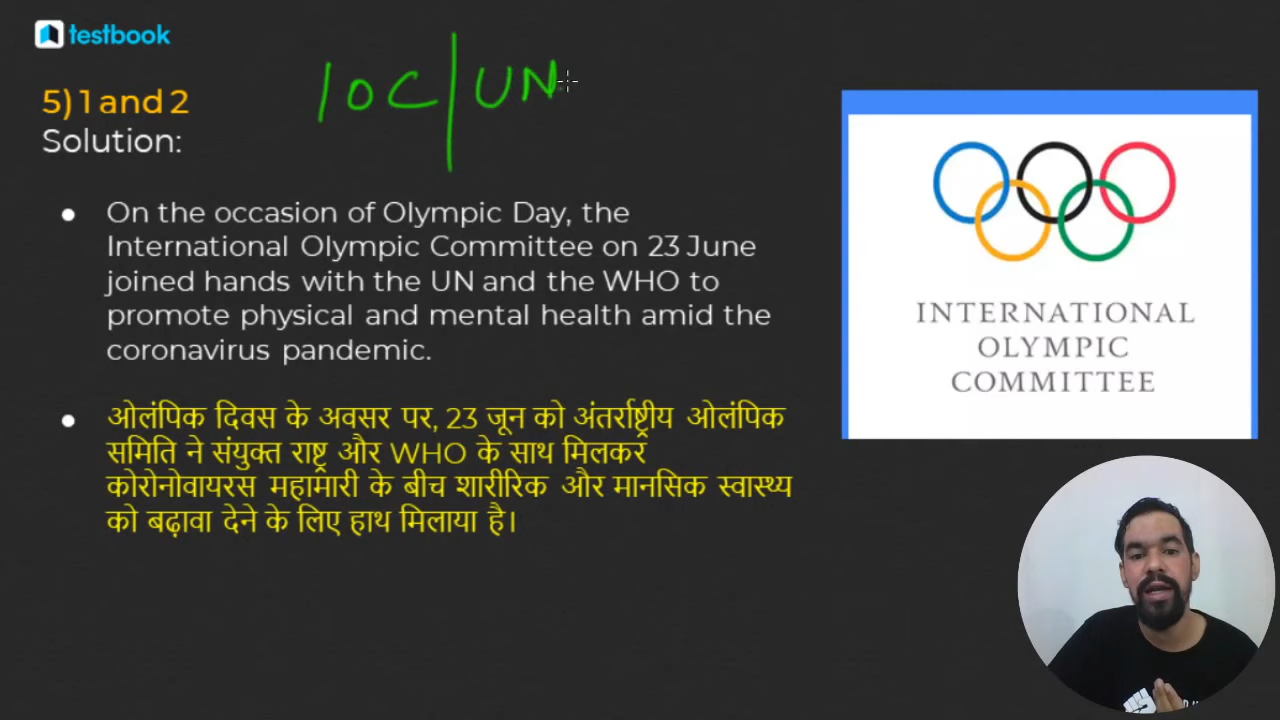 testbook
IOC | UN
5) 1 and 2
Solution:
● On the occasion of Olympic Day, the
International Olympic Committee on 23 June
joined hands with the UN and the WHO to
promote physical and mental health amid the
coronavirus pandemic.
● ओलंपिक दिवस के अवसर पर, 23 जून को अंतर्राष्ट्रीय ओलंपिक
समिति ने संयुक्त राष्ट्र और WHO के साथ मिलकर
कोरोनोवायरस महामारी के बीच शारीरिक और मानसिक स्वास्थ्य
को बढ़ावा देने के लिए हाथ मिलाया है।
INTERNATIONAL
OLYMPIC
COMMITTEE